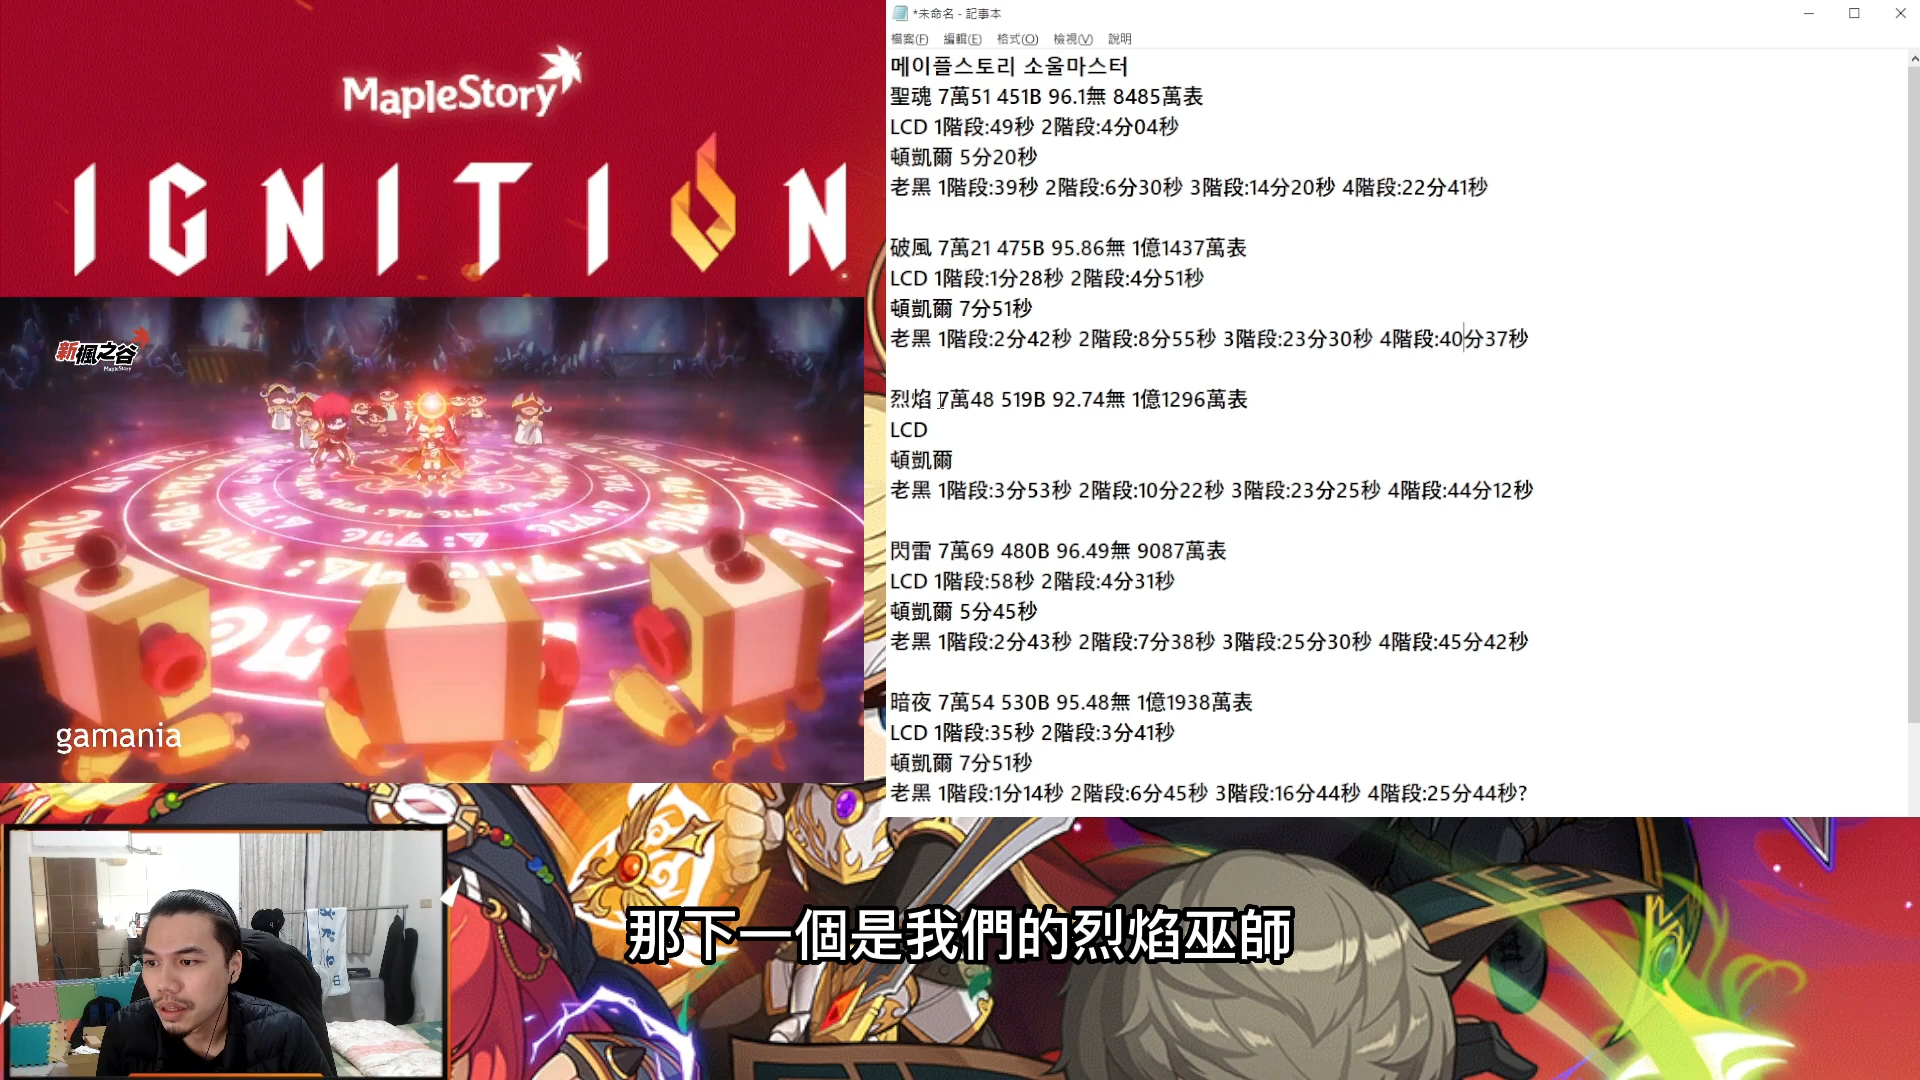 MapleStory
IGNITION
新楓之谷
MapleStory
gamania
*未命名 - 記事本
檔案(F) 編輯(E) 格式(O) 檢視(V) 說明
메이플스토리 소울마스터
聖魂 7萬51 451B 96.1無 8485萬表
LCD 1階段:49秒 2階段:4分04秒
頓凱爾 5分20秒
老黑 1階段:39秒 2階段:6分30秒 3階段:14分20秒 4階段:22分41秒
破風 7萬21 475B 95.86無 1億1437萬表
LCD 1階段:1分28秒 2階段:4分51秒
頓凱爾 7分51秒
老黑 1階段:2分42秒 2階段:8分55秒 3階段:23分30秒 4階段:40分37秒
烈焰 7萬48 519B 92.74無 1億1296萬表
LCD
頓凱爾
老黑 1階段:3分53秒 2階段:10分22秒 3階段:23分25秒 4階段:44分12秒
閃雷 7萬69 480B 96.49無 9087萬表
LCD 1階段:58秒 2階段:4分31秒
頓凱爾 5分45秒
老黑 1階段:2分43秒 2階段:7分38秒 3階段:25分30秒 4階段:45分42秒
暗夜 7萬54 530B 95.48無 1億1938萬表
LCD 1階段:35秒 2階段:3分41秒
頓凱爾 7分51秒
老黑 1階段:1分14秒 2階段:6分45秒 3階段:16分44秒 4階段:25分44秒?
那下一個是我們的烈焰巫師